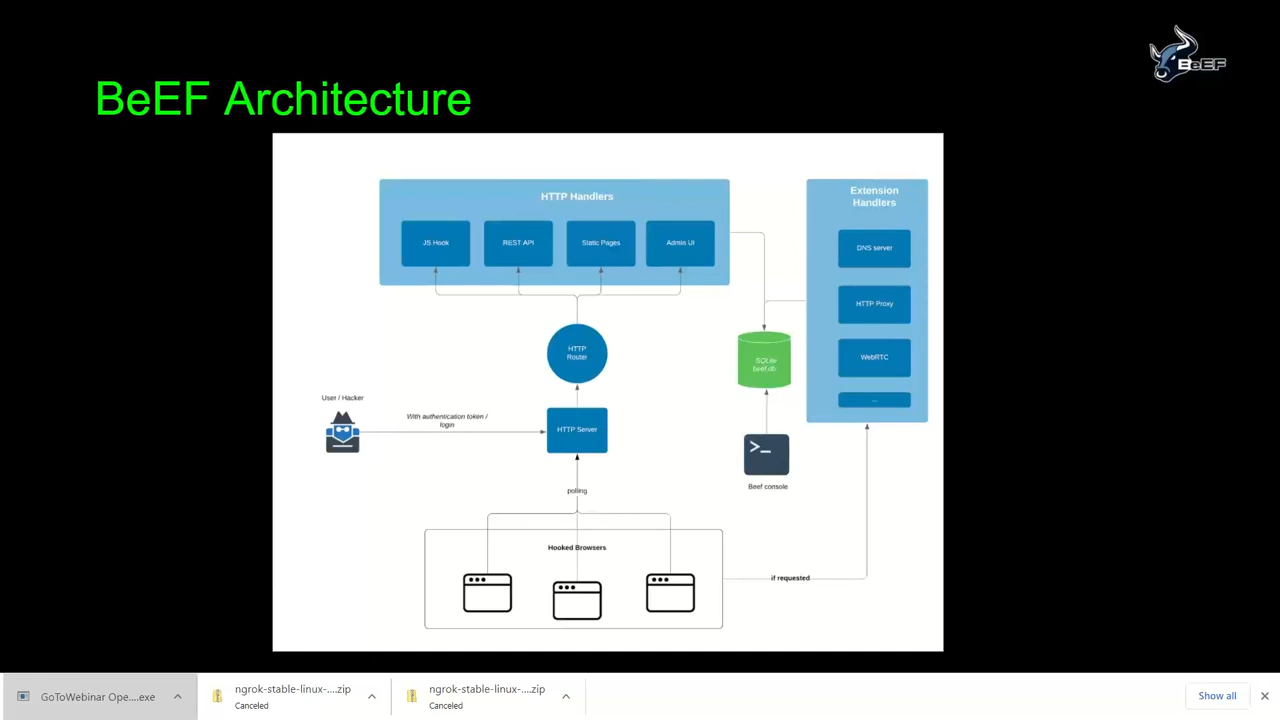 BeEF
BeEF Architecture
HTTP Handlers
JS Hook
REST API
Static Pages
Admin UI
Extension
Handlers
DNS server
HTTP Proxy
WebRTC
...
HTTP
Router
SQLite
Beef.db
User / Hacker
With authentication token /
login
HTTP Server
>_
Beef console
polling
Hooked Browsers
if requested
GoToWebinar Ope....exe
ngrok-stable-linux-....zip
Canceled
ngrok-stable-linux-....zip
Canceled
Show all